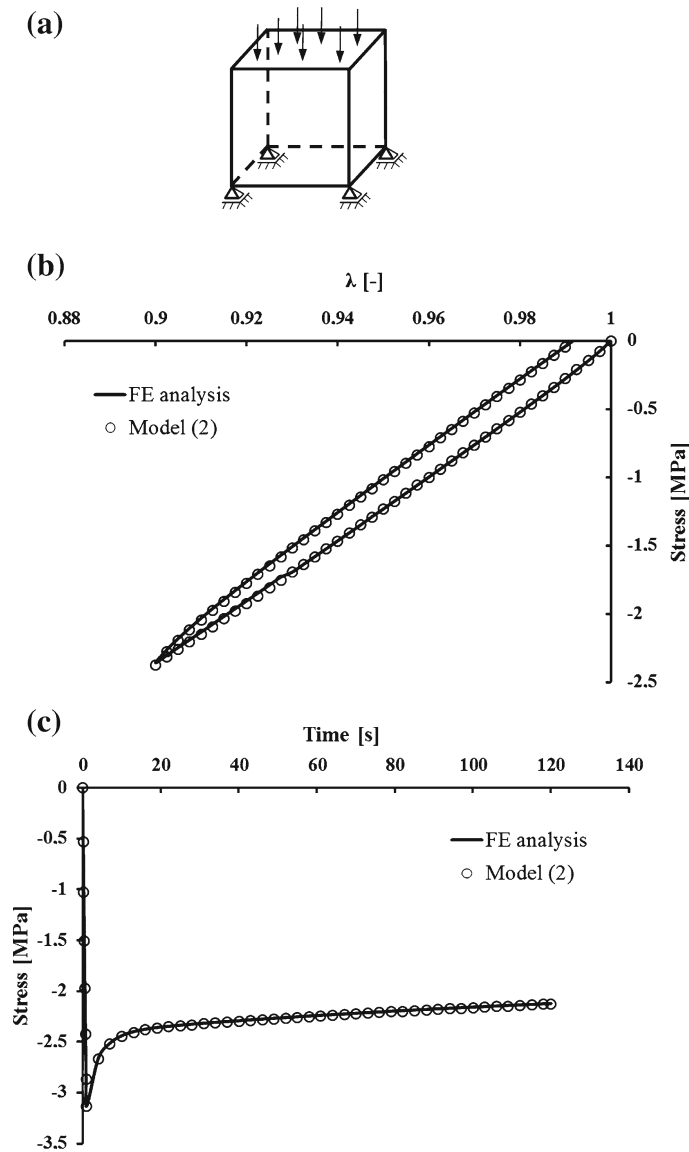 (a)
(b)
λ [-]
0.88 0.9 0.92 0.94 0.96 0.98 1
0
-0.5
-1
-1.5
-2
-2.5
Stress [MPa]
FE analysis
Model (2)
(c)
Time [s]
0 20 40 60 80 100 120 140
0
-0.5
-1
-1.5
-2
-2.5
-3
-3.5
Stress [MPa]
FE analysis
Model (2)